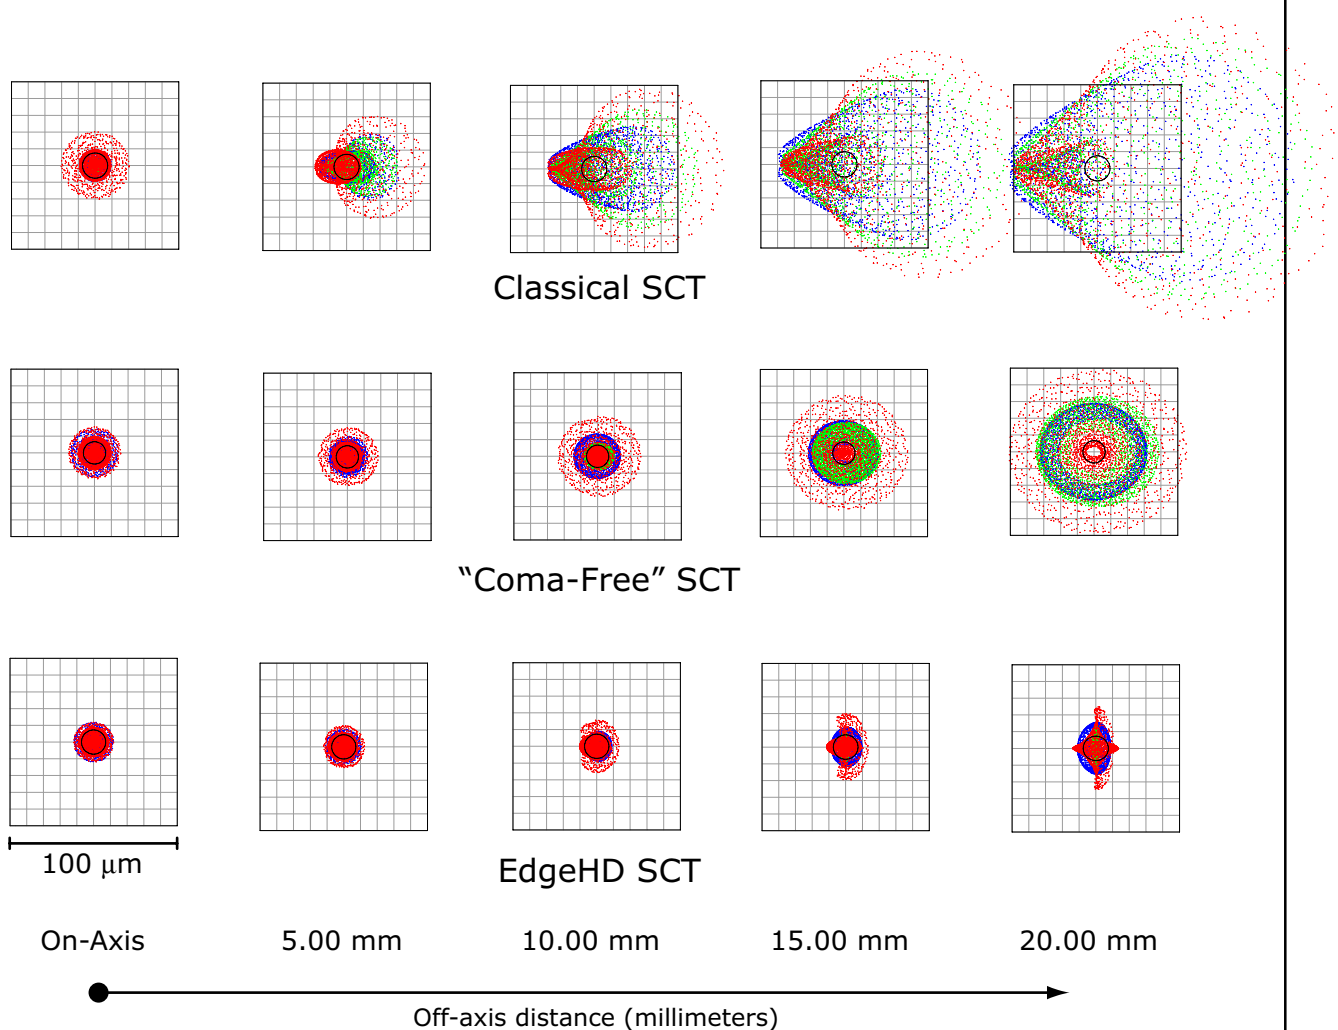 Classical SCT
“Coma-Free” SCT
100 μm
EdgeHD SCT
On-Axis 5.00 mm 10.00 mm 15.00 mm 20.00 mm
Off-axis distance (millimeters)